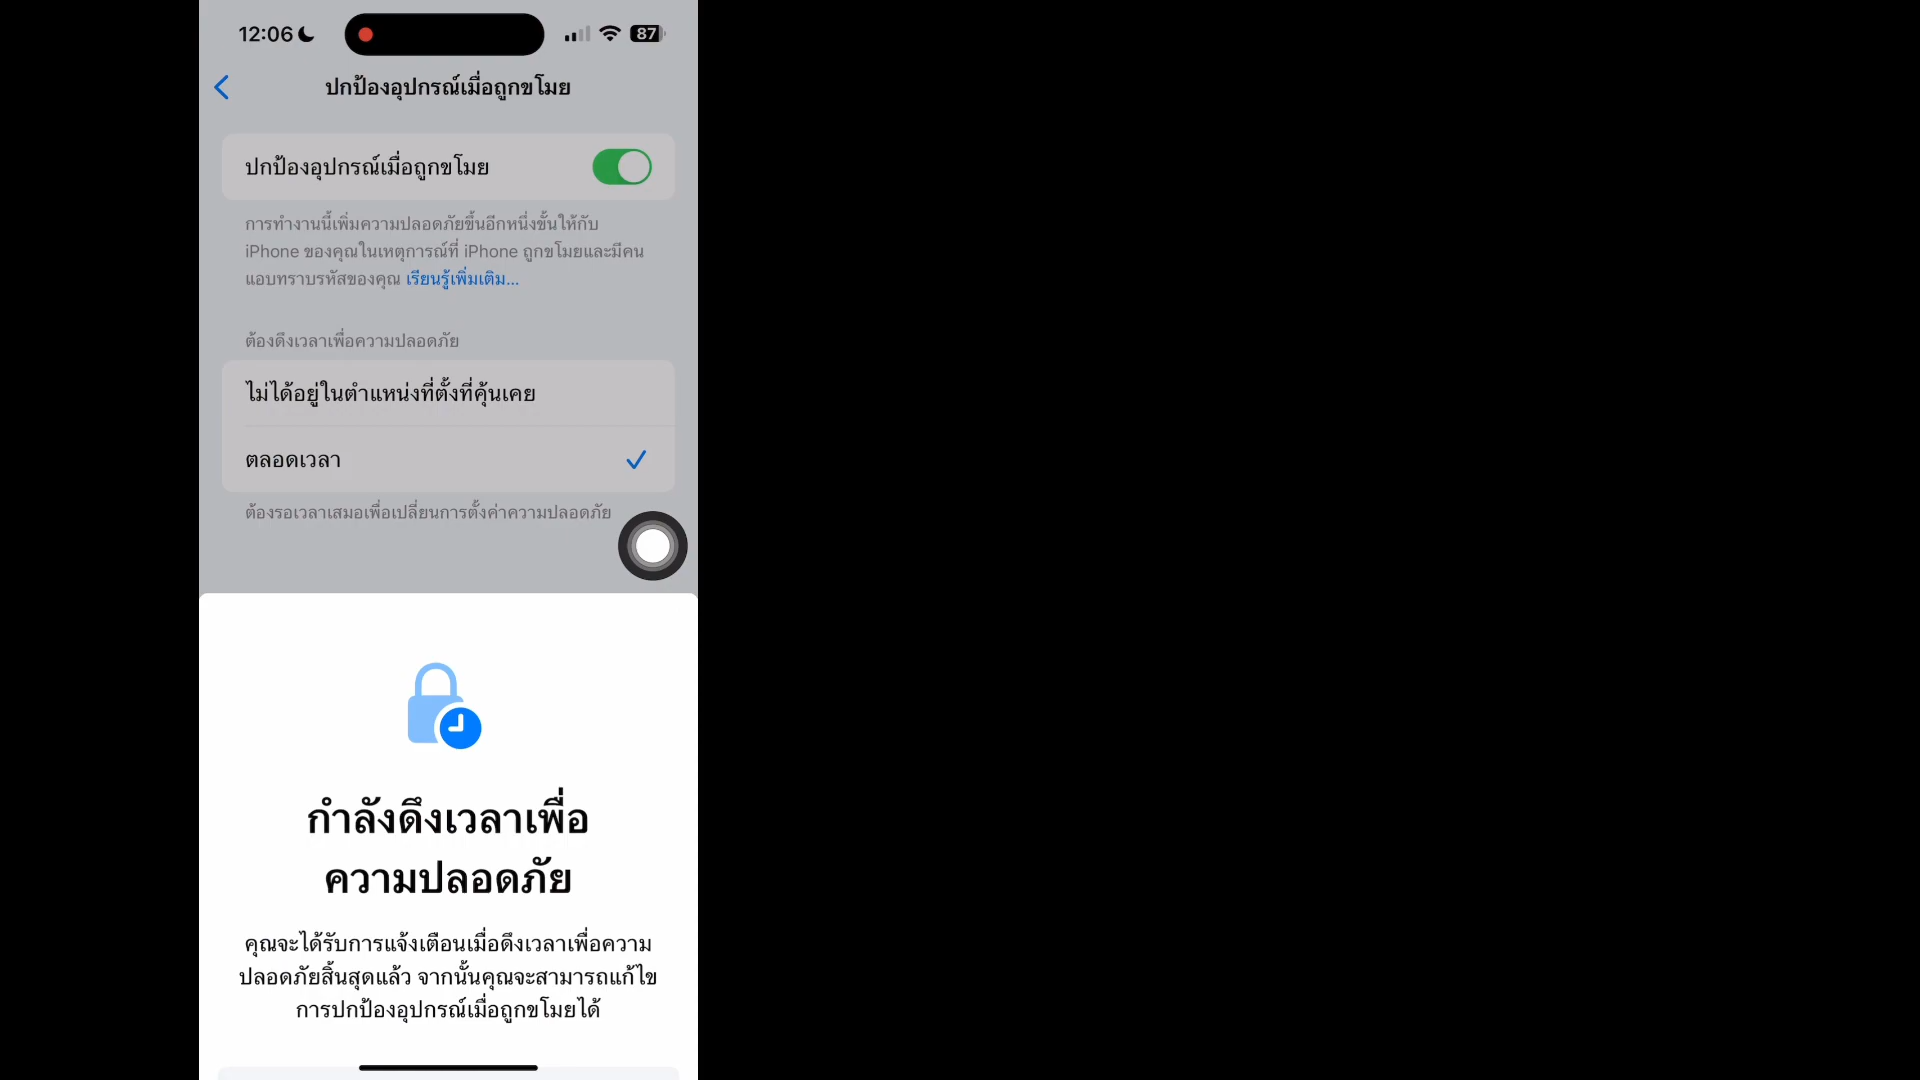 12:06
87
ปกป้องอุปกรณ์เมื่อถูกขโมย
ปกป้องอุปกรณ์เมื่อถูกขโมย
การทำงานนี้เพิ่มความปลอดภัยขึ้นอีกหนึ่งขั้นให้กับ
iPhone ของคุณในเหตุการณ์ที่ iPhone ถูกขโมยและมีคน
แอบทราบรหัสของคุณ เรียนรู้เพิ่มเติม...
ต้องดึงเวลาเพื่อความปลอดภัย
ไม่ได้อยู่ในตำแหน่งที่ตั้งที่คุ้นเคย
ตลอดเวลา
ต้องรอเวลาเสมอเพื่อเปลี่ยนการตั้งค่าความปลอดภัย
กำลังดึงเวลาเพื่อ
ความปลอดภัย
คุณจะได้รับการแจ้งเตือนเมื่อดึงเวลาเพื่อความ
ปลอดภัยสิ้นสุดแล้ว จากนั้นคุณจะสามารถแก้ไข
การปกป้องอุปกรณ์เมื่อถูกขโมยได้